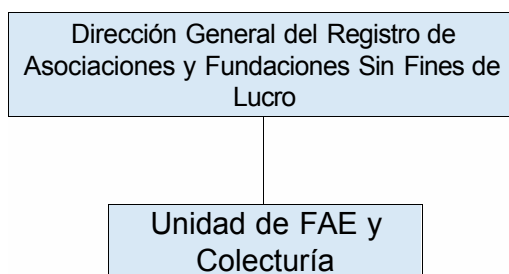 Dirección General del Registro de
Asociaciones y Fundaciones Sin Fines de
Lucro
Unidad de FAE y
Colecturía